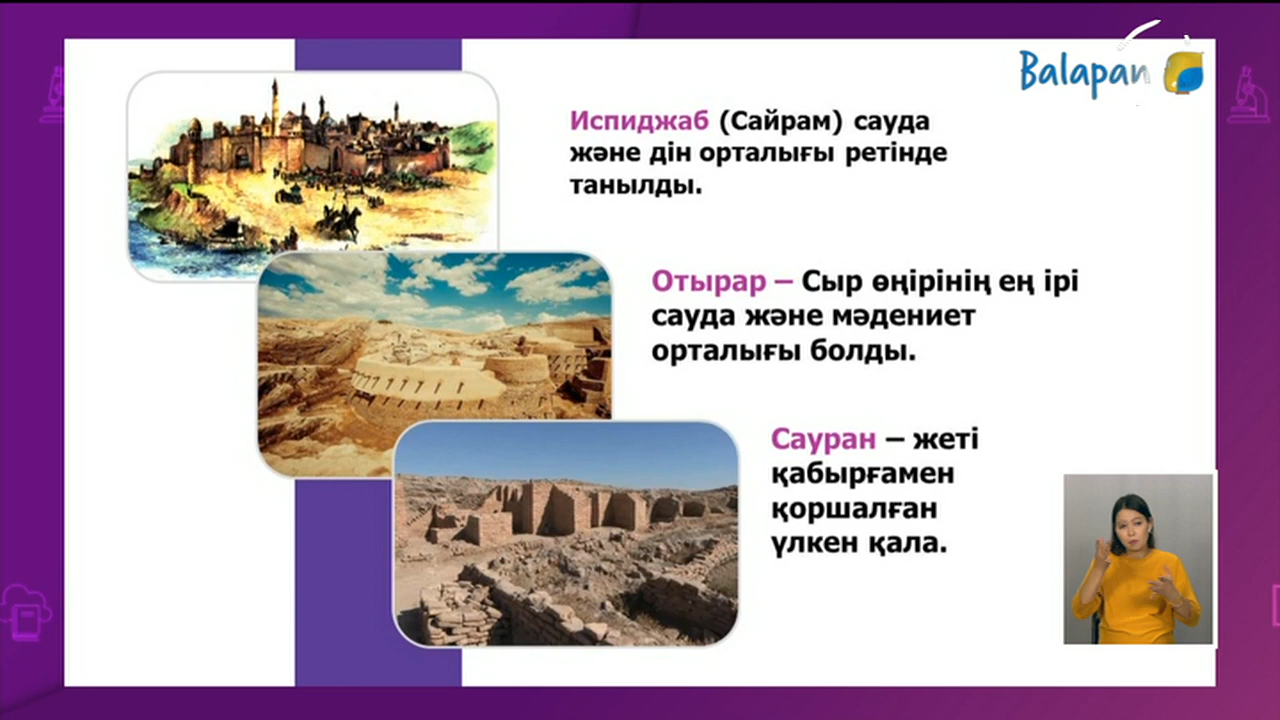 Balapan
Испиджаб (Сайрам) сауда
және дін орталығы ретінде
танылды.
Отырар – Сыр өңірінің ең ірі
сауда және мәдениет
орталығы болды.
Сауран – жеті
қабырғамен
қоршалған
үлкен қала.